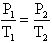 P₁/T₁ = P₂/T₂